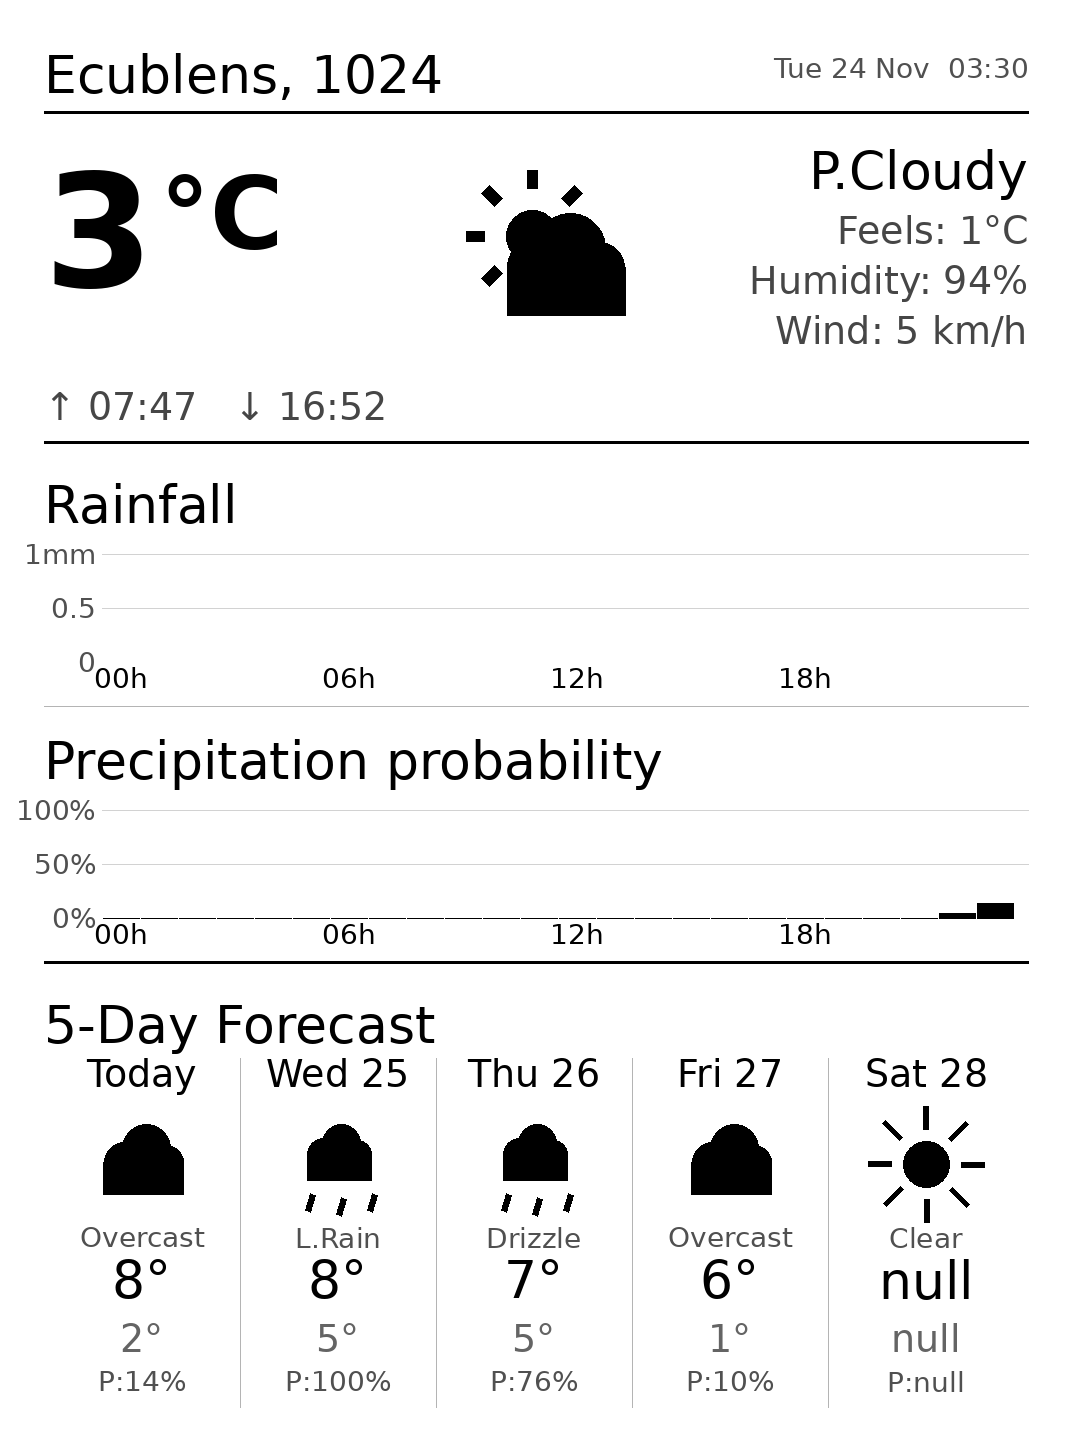 Ecublens, 1024
Tue 24 Nov 03:30
3°C
P.Cloudy
Feels: 1°C
Humidity: 94%
Wind: 5 km/h
↑ 07:47 ↓ 16:52
Rainfall
1mm
0.5
0
00h 06h 12h 18h
Precipitation probability
100%
50%
0%
00h 06h 12h 18h
5-Day Forecast
Today Wed 25 Thu 26 Fri 27 Sat 28
Overcast L.Rain Drizzle Overcast Clear
8° 8° 7° 6° null
2° 5° 5° 1° null
P:14% P:100% P:76% P:10% P:null